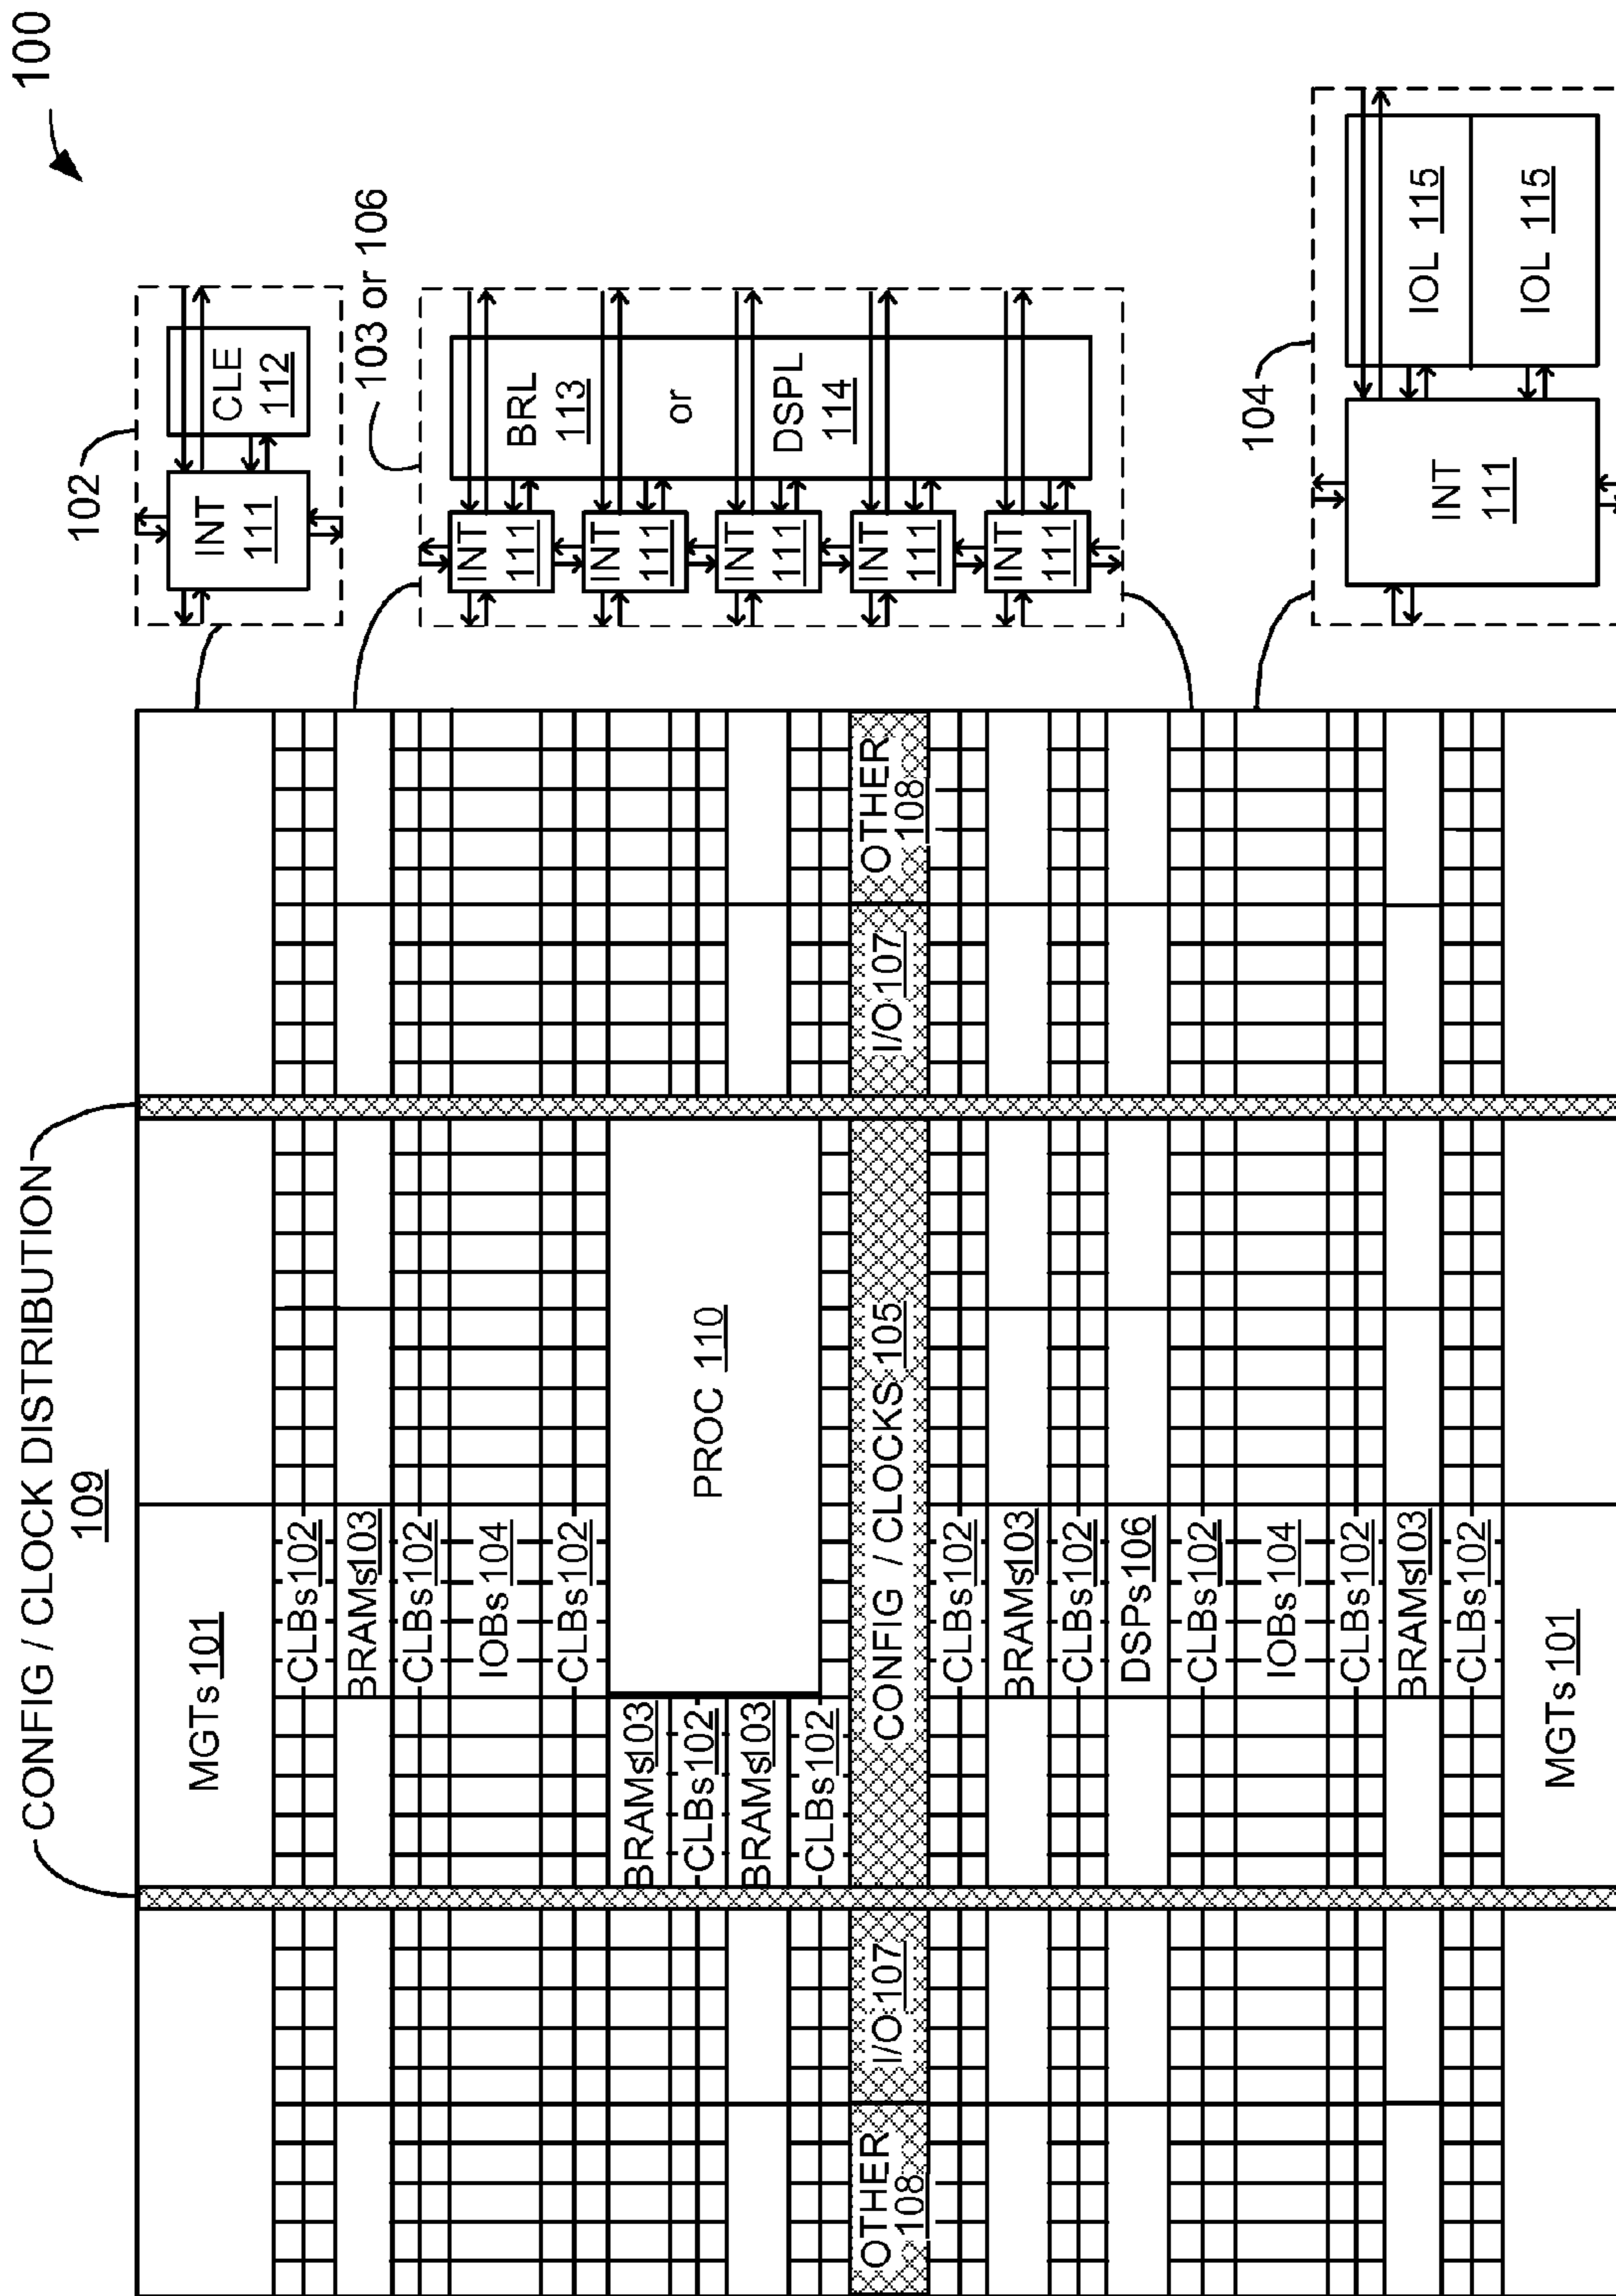 100
CONFIG / CLOCK DISTRIBUTION
109
MGTs 101
CLBs 102
BRAMs 103
CLBs 102
IOBs 104
CLBs 102
BRAMs 103
CLBs 102
BRAMs 103
CLBs 102
PROC 110
OTHER
108
I/O 107
CONFIG / CLOCKS 105
I/O 107
OTHER
108
CLBs 102
BRAMs 103
CLBs 102
DSPs 106
CLBs 102
IOBs 104
CLBs 102
BRAMs 103
CLBs 102
MGTs 101
102
INT
111
CLE
112
103 or 106
INT
111
INT
111
INT
111
INT
111
INT
111
BRL
113
or
DSPL
114
104
INT
111
IOL 115
IOL 115